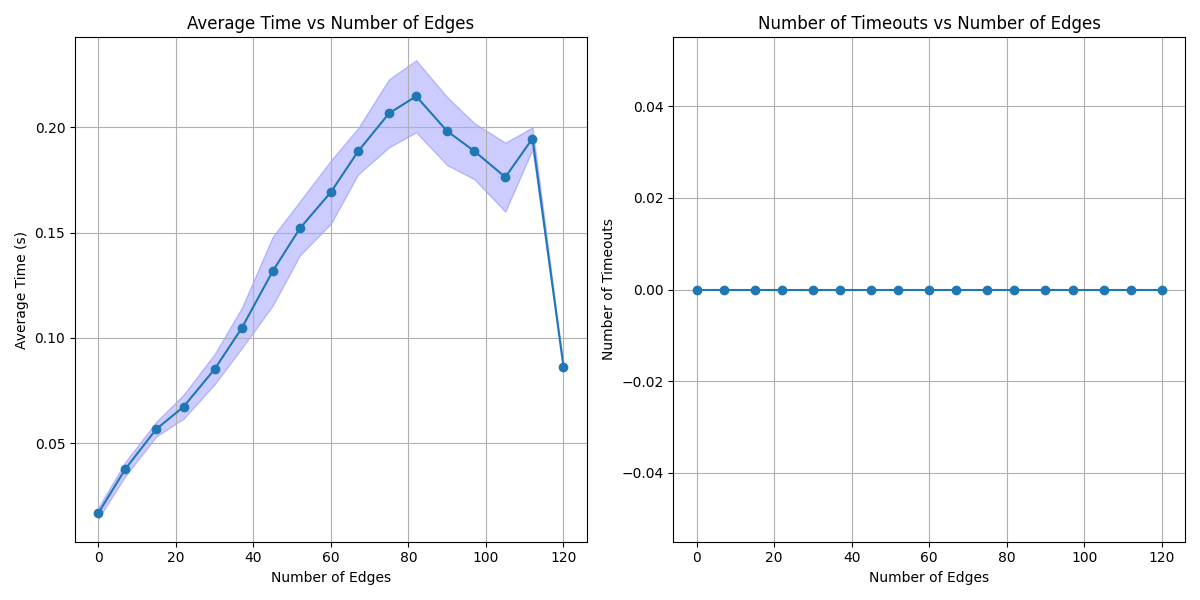 Average Time vs Number of Edges
Average Time (s)
0.20
0.15
0.10
0.05
0 20 40 60 80 100 120
Number of Edges
Number of Timeouts vs Number of Edges
Number of Timeouts
0.04
0.02
0.00
−0.02
−0.04
0 20 40 60 80 100 120
Number of Edges